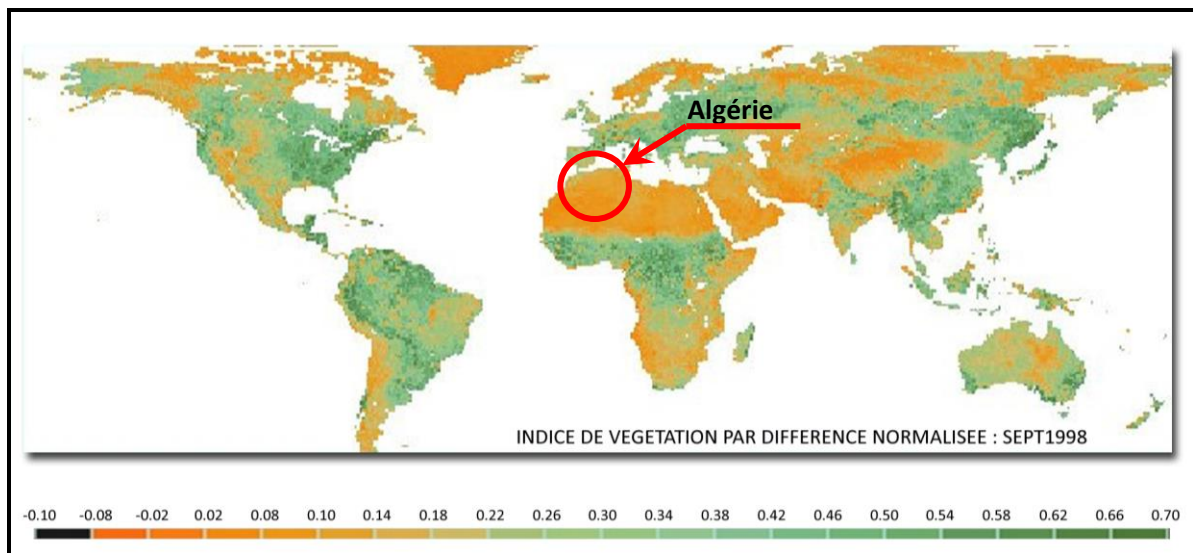 Algérie
INDICE DE VEGETATION PAR DIFFERENCE NORMALISEE : SEPT1998
-0.10 -0.08 -0.02 0.02 0.08 0.10 0.14 0.18 0.22 0.26 0.30 0.34 0.38 0.42 0.50 0.54 0.58 0.62 0.66 0.70